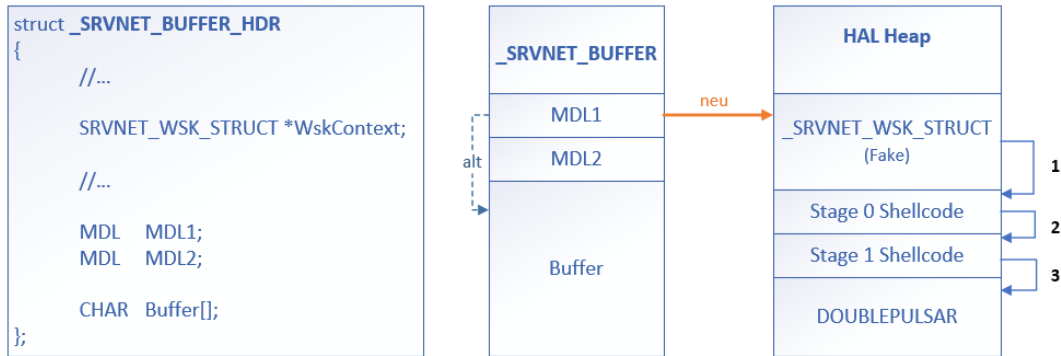 struct _SRVNET_BUFFER_HDR
{
//...
SRVNET_WSK_STRUCT *WskContext;
//...
MDL MDL1;
MDL MDL2;
CHAR Buffer[];
};
_SRVNET_BUFFER
MDL1
MDL2
Buffer
alt
neu
HAL Heap
_SRVNET_WSK_STRUCT
(Fake)
Stage 0 Shellcode
Stage 1 Shellcode
DOUBLEPULSAR
1
2
3